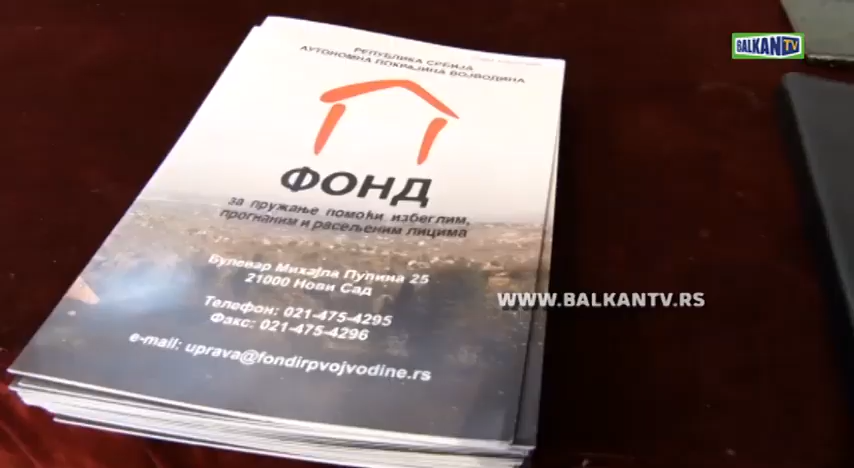 BALKAN TV
РЕПУБЛИКА СРБИЈА
АУТОНОМНА ПОКРАЈИНА ВОЈВОДИНА
ФОНД
за пружање помоћи избеглим,
прогнаним и расељеним лицима
Булевар Михајла Пупина 25
21000 Нови Сад
Телефон: 021-475-4295
Факс: 021-475-4296
e-mail: uprava@fondirpvojvodine.rs
WWW.BALKANTV.RS